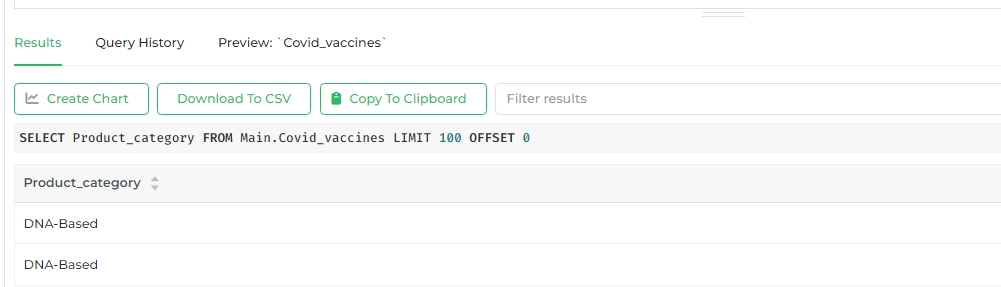 Results Query History Preview: `Covid_vaccines`
Create Chart Download To CSV Copy To Clipboard Filter results
SELECT Product_category FROM Main.Covid_vaccines LIMIT 100 OFFSET 0
Product_category
DNA-Based
DNA-Based